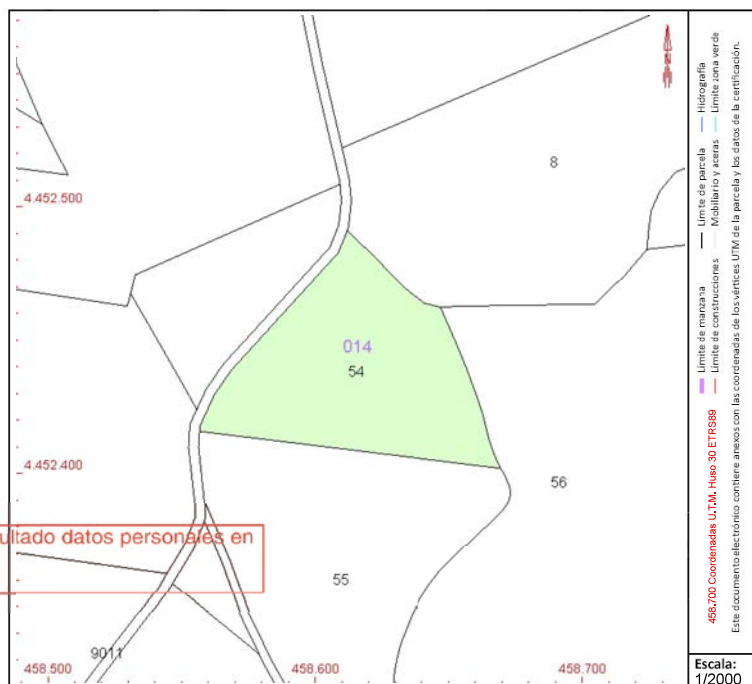 8
4.452.500
014
54
4.452.400
56
ultado datos personales en
55
9011
458.500
458.600
458.700
N
Límite de manzana
Límite de parcela
Hidrografía
458.700 Coordenadas U.T.M. Huso 30 ETRS89
Límite de construcciones
Mobiliario y aceras
Límite zona verde
Este documento electrónico contiene anexos con las coordenadas de los vértices UTM de la parcela y los datos de la certificación.
Escala:
1/2000